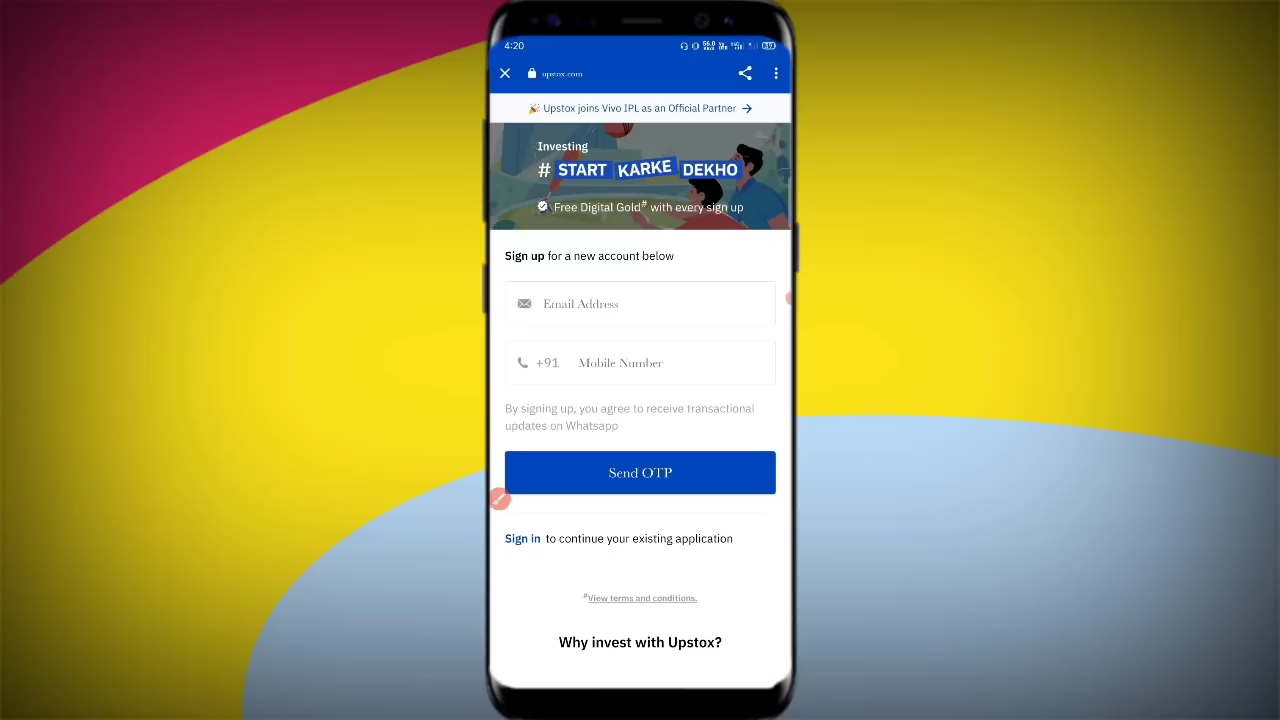 4:20
56.0
upstox.com
🎉 Upstox joins Vivo IPL as an Official Partner →
Investing
# START KARKE DEKHO
Free Digital Gold# with every sign up
Sign up for a new account below
Email Address
+91 Mobile Number
By signing up, you agree to receive transactional
updates on Whatsapp
Send OTP
Sign in to continue your existing application
#View terms and conditions.
Why invest with Upstox?